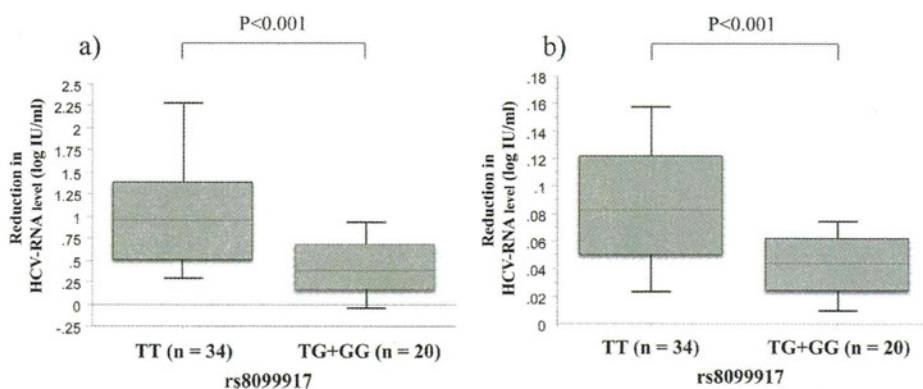 P<0.001
a)
Reduction in
HCV-RNA level (log IU/ml)
2.5
2.25
2
1.75
1.5
1.25
1
.75
.5
.25
0
-.25
TT (n = 34)
TG+GG (n = 20)
rs8099917
P<0.001
b)
Reduction in
HCV-RNA level (log IU/ml)
.18
.16
.14
.12
.1
.08
.06
.04
.02
0
TT (n = 34)
TG+GG (n = 20)
rs8099917